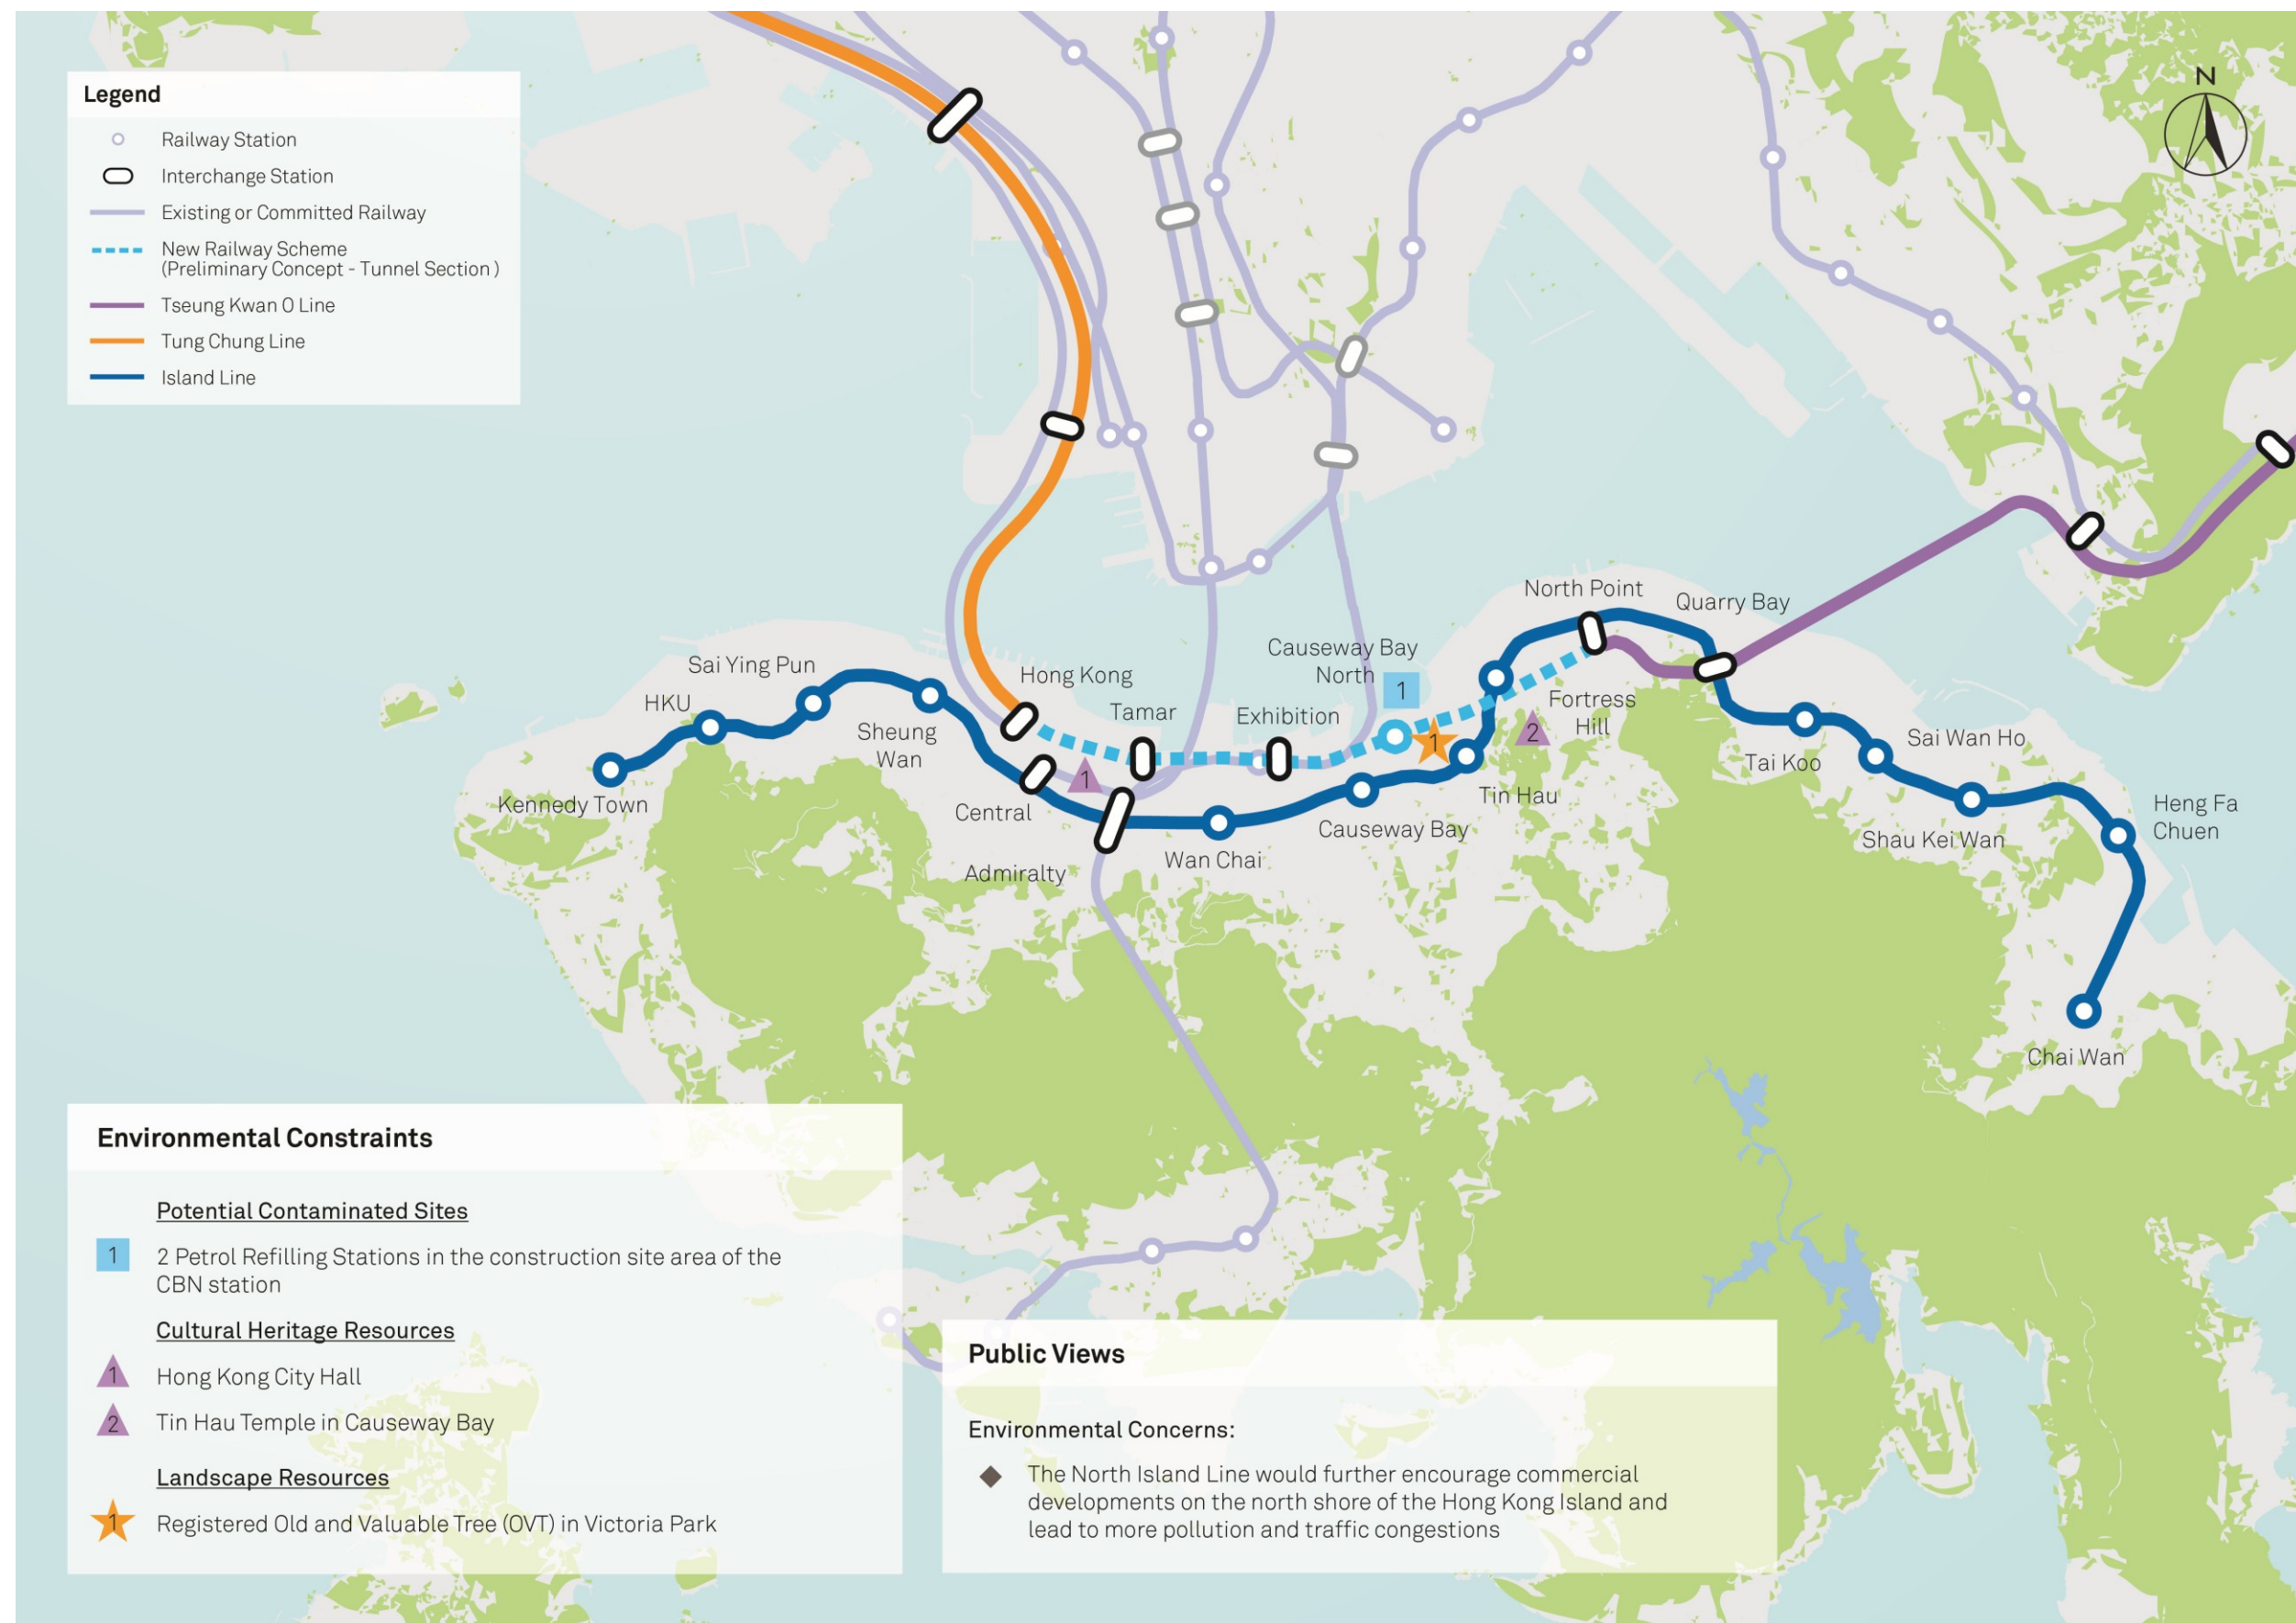 Legend
Railway Station
Interchange Station
Existing or Committed Railway
New Railway Scheme
(Preliminary Concept - Tunnel Section )
Tseung Kwan O Line
Tung Chung Line
Island Line
N
North Point
Quarry Bay
Causeway Bay
North
1
Sai Ying Pun
Hong Kong
HKU
Tamar
Exhibition
Fortress
Hill
Sheung
Wan
1
2
1
Sai Wan Ho
Tai Koo
Kennedy Town
Central
Tin Hau
Causeway Bay
Heng Fa
Chuen
Shau Kei Wan
Admiralty
Wan Chai
Chai Wan
Environmental Constraints
Potential Contaminated Sites
1 2 Petrol Refilling Stations in the construction site area of the
CBN station
Cultural Heritage Resources
1 Hong Kong City Hall
2 Tin Hau Temple in Causeway Bay
Landscape Resources
1 Registered Old and Valuable Tree (OVT) in Victoria Park
Public Views
Environmental Concerns:
The North Island Line would further encourage commercial
developments on the north shore of the Hong Kong Island and
lead to more pollution and traffic congestions